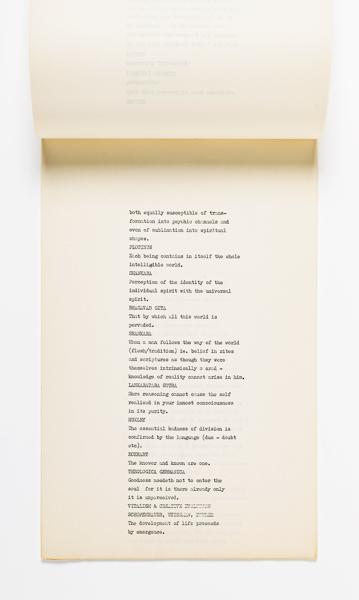 both equally susceptible of trans-
formation into psychic channels and
even of sublimation into spiritual
shapes.
PLOTINUS
Each being contains in itself the whole
intelligible world.
SHANKARA
Perception of the identity of the
individual spirit with the universal
spirit.
BHAGAVAD GITA
That by which all this world is
pervaded.
SHANKARA
When a man follows the way of the world
(flesh/tradition) ie. belief in rites
and scriptures as though they were
themselves intrinsically
knowledge of reality cannot arise in him.
LANKAVATARA SUTRA
Mere reasoning cannot cause the self
realised in your inmost consciousness
in its purity.
HUXLEY
The essential badness of division is
confirmed by the language (duo - doubt
etc).
ECKHART
The knower and known are one.
THEOLOGICA GERMANICA
Goodness needeth not to enter the
soul for it is there already only
it is unperceived.
VITALISM & CREATIVE EVOLUTION
SCHOPENHAUER,
The development of life proceeds
by emergence.